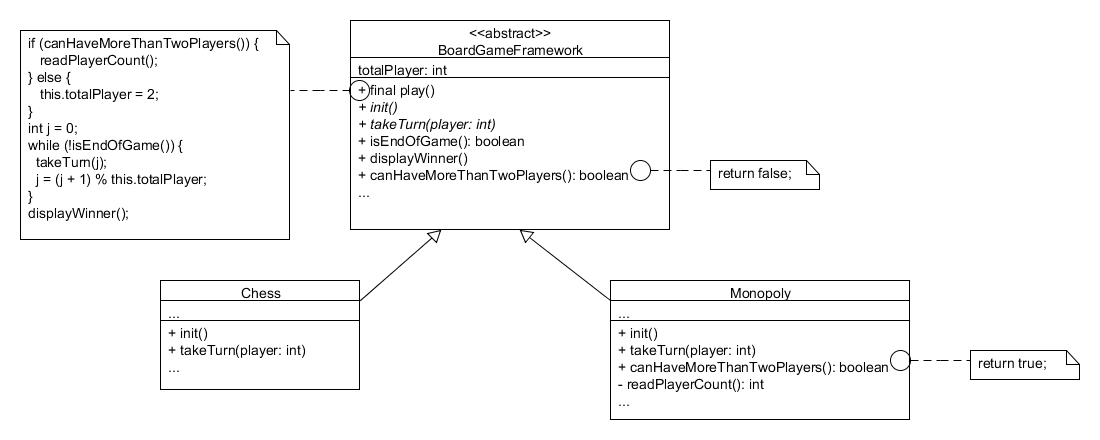 if (canHaveMoreThanTwoPlayers()) {
readPlayerCount();
} else {
this.totalPlayer = 2;
}
int j = 0;
while (!isEndOfGame()) {
takeTurn(j);
j = (j + 1) % this.totalPlayer;
}
displayWinner();
<<abstract>>
BoardGameFramework
totalPlayer: int
+ final play()
+ init()
+ takeTurn(player: int)
+ isEndOfGame(): boolean
+ displayWinner()
+ canHaveMoreThanTwoPlayers(): boolean
...
return false;
Chess
...
+ init()
+ takeTurn(player: int)
...
Monopoly
...
+ init()
+ takeTurn(player: int)
+ canHaveMoreThanTwoPlayers(): boolean
- readPlayerCount(): int
...
return true;